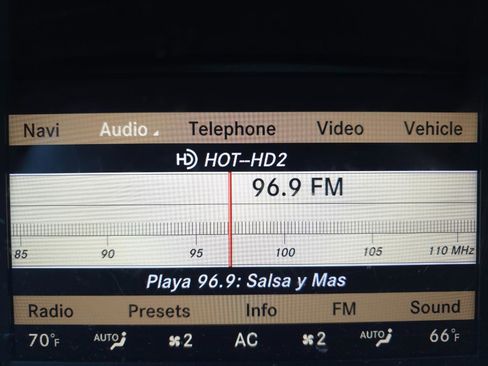 Navi Audio Telephone Video Vehicle
HD HOT-HD2
96.9 FM
85 90 95 100 105 110 MHz
Playa 96.9: Salsa y Mas
Radio Presets Info FM Sound
70°F AUTO 2 AC 2 AUTO 66°F